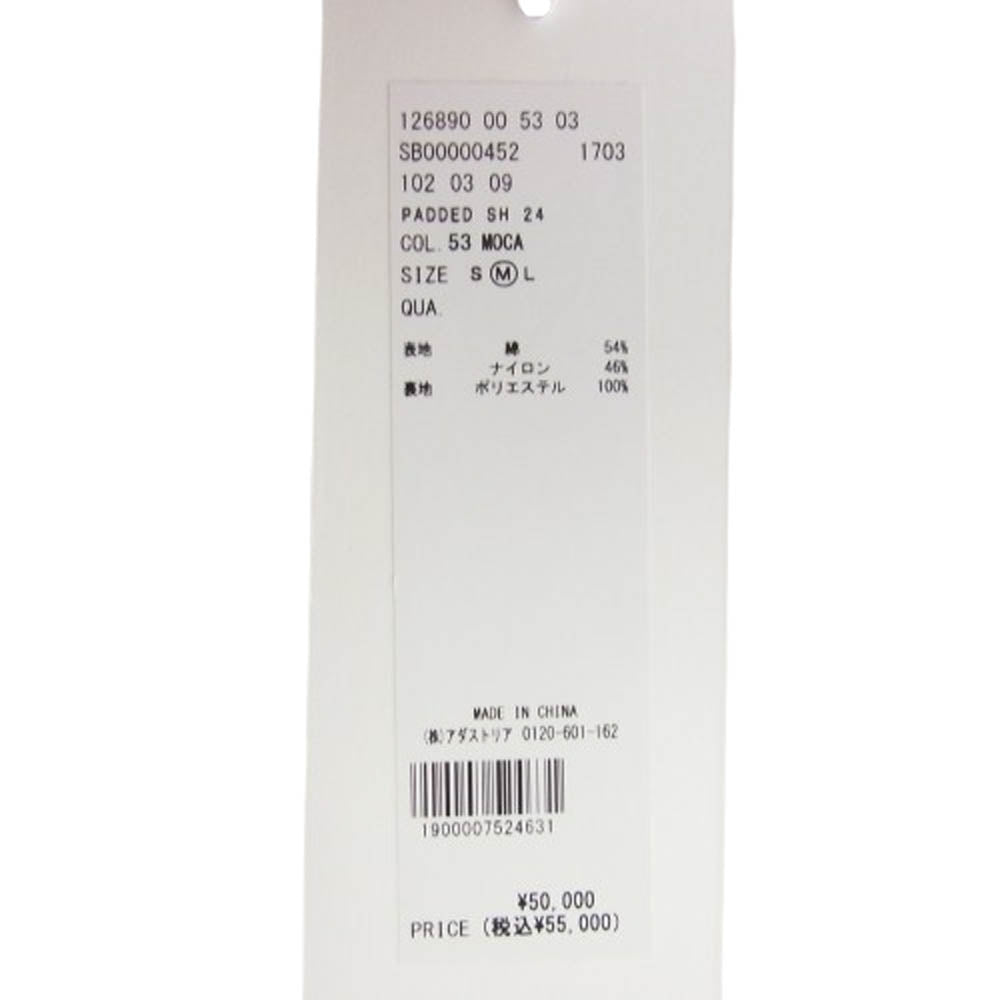 126890 00 53 03
SB00000452 1703
102 03 09
PADDED SH 24
COL. 53 MOCA
SIZE S M L
QUA.
表地 綿 54%
ナイロン 46%
裏地 ポリエステル 100%
MADE IN CHINA
(株)アダストリア 0120-601-162
1900007524631
¥50,000
PRICE (税込¥55,000)